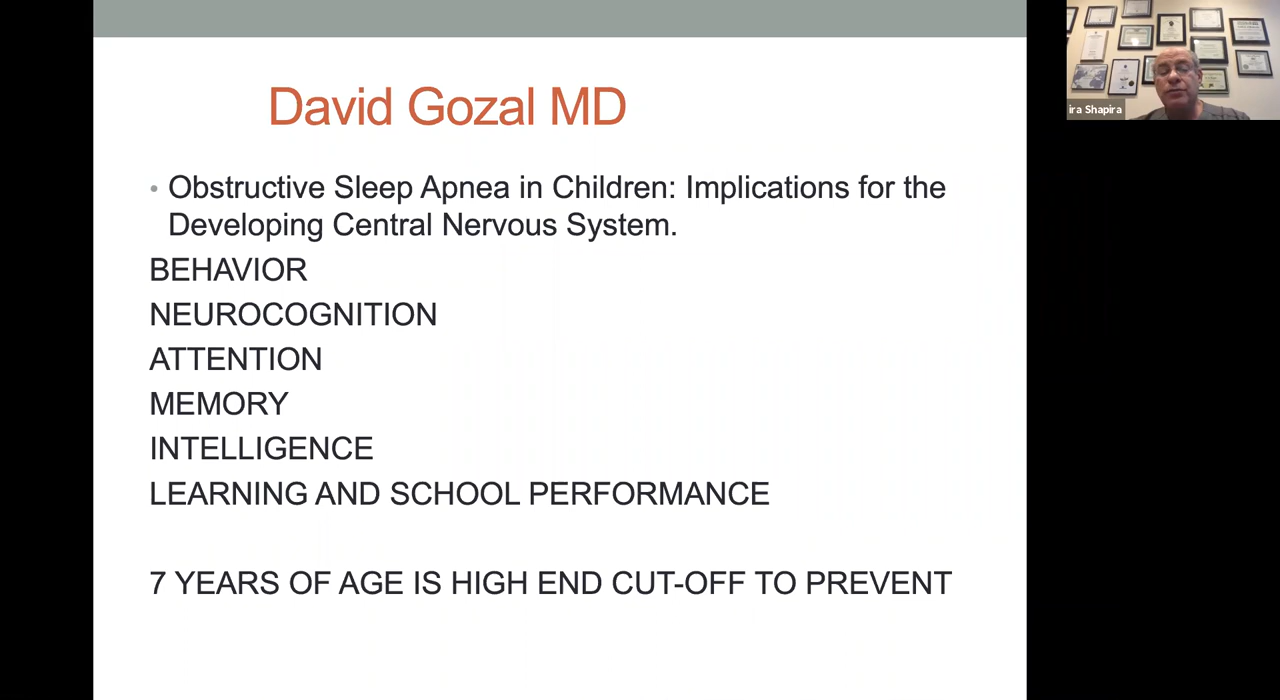 David Gozal MD
• Obstructive Sleep Apnea in Children: Implications for the
Developing Central Nervous System.
BEHAVIOR
NEUROCOGNITION
ATTENTION
MEMORY
INTELLIGENCE
LEARNING AND SCHOOL PERFORMANCE
7 YEARS OF AGE IS HIGH END CUT-OFF TO PREVENT
ira Shapira